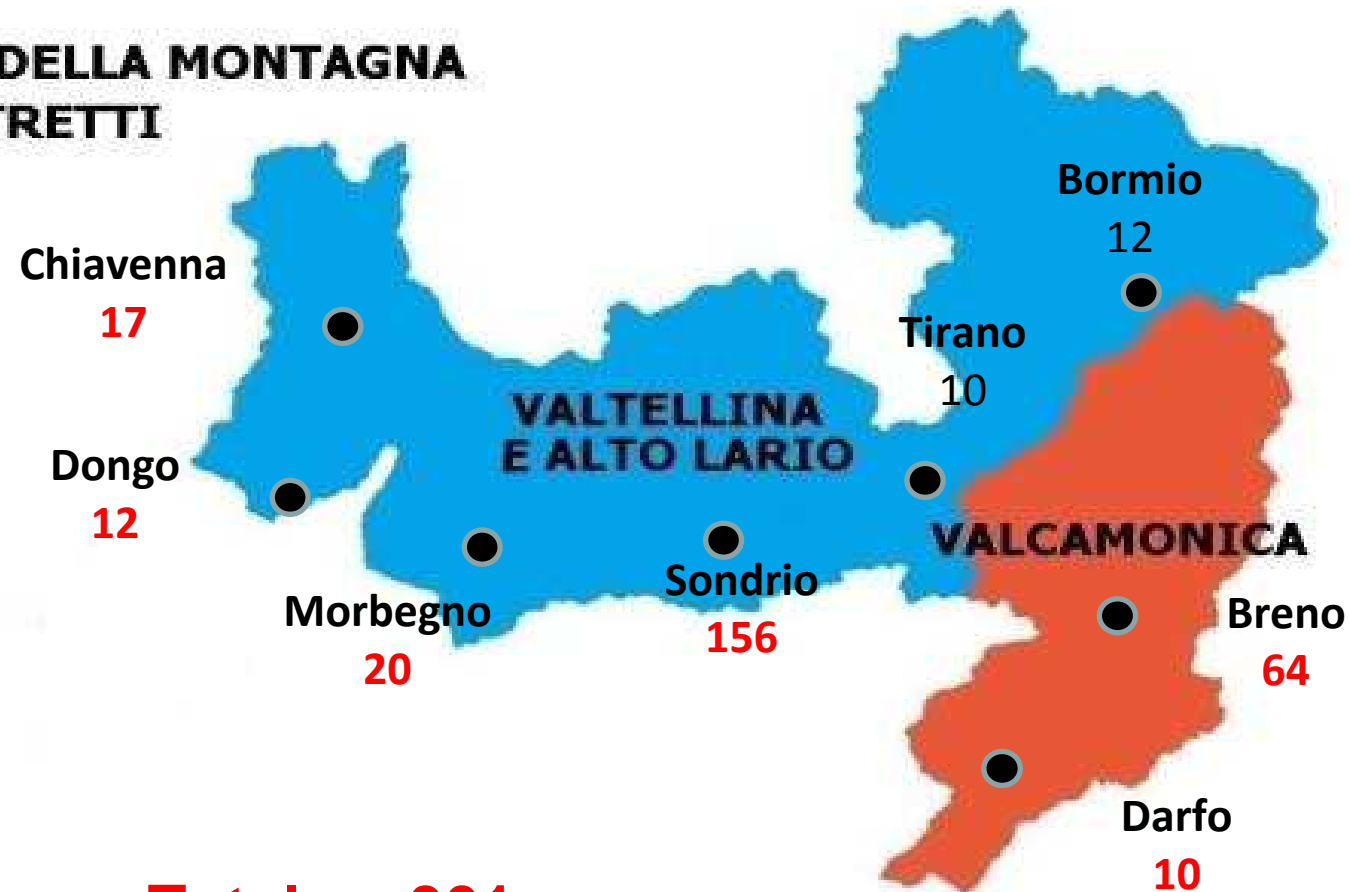 DELLA MONTAGNA
Bormio
12
Chiavenna
17
Tirano
10
VALTELLINA
E ALTO LARIO
Dongo
12
VALCAMONICA
Sondrio
156
Morbegno
20
Breno
64
Darfo
10